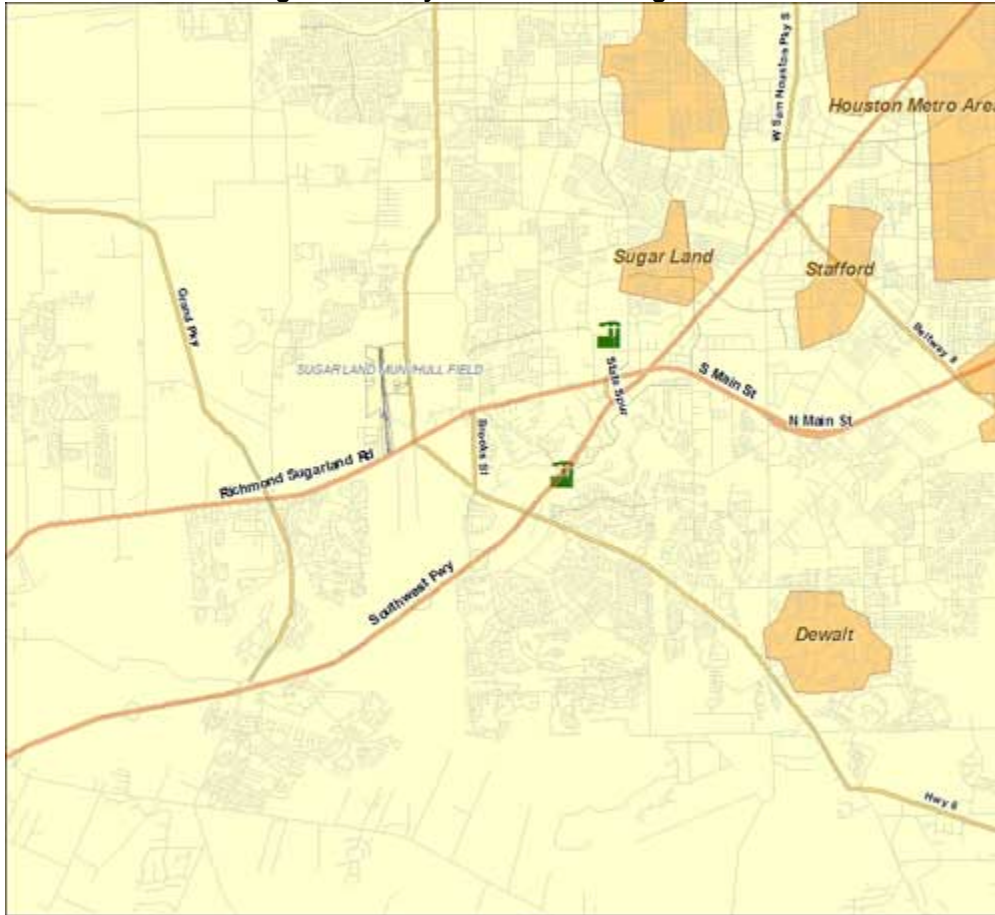 W Sam Houston Pky S
Houston Metro Area
Sugar Land
Stafford
Grand Pky
Beltway 8
SUGAR LAND MUNI/HULL FIELD
State Spur
S Main St
N Main St
Brooks St
Richmond Sugarland Rd
Southwest Fwy
Dewalt
Hwy 6